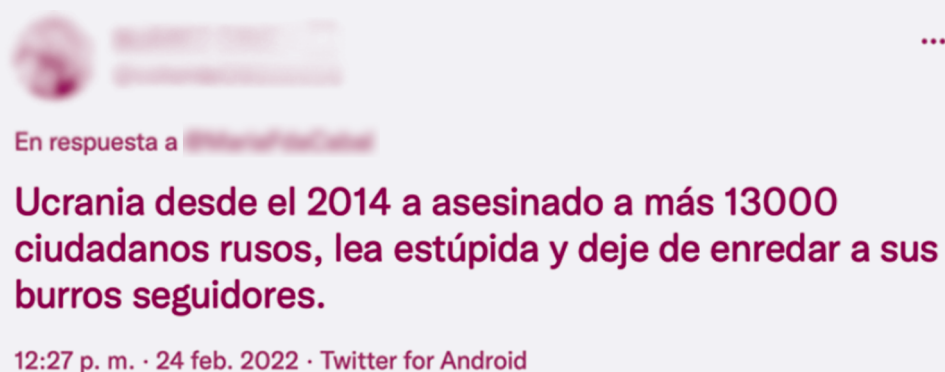 En respuesta a
Ucrania desde el 2014 a asesinado a más 13000
ciudadanos rusos, lea estúpida y deje de enredar a sus
burros seguidores.
12:27 p. m. · 24 feb. 2022 · Twitter for Android